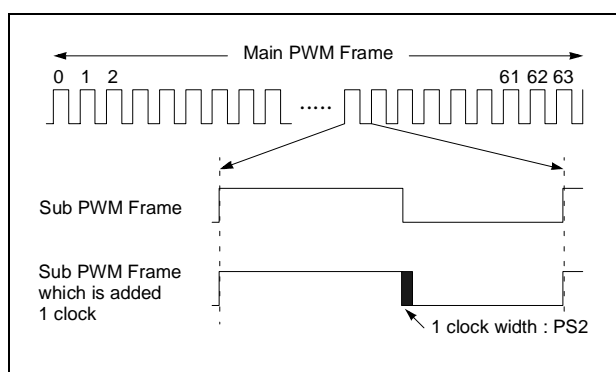 Main PWM Frame
0 1 2 61 62 63
.....
Sub PWM Frame
Sub PWM Frame
which is added
1 clock
1 clock width : PS2